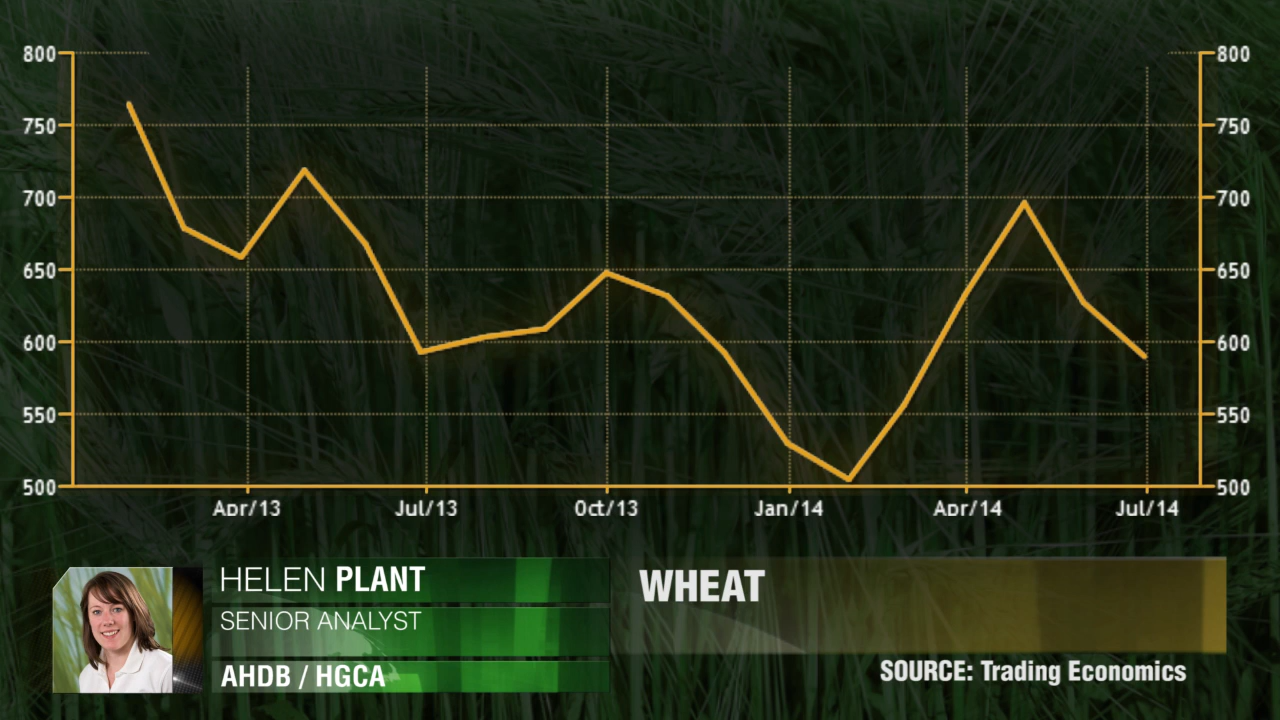 800 800
750 750
700 700
650 650
600 600
550 550
500 500
Apr/13 Jul/13 Oct/13 Jan/14 Apr/14 Jul/14
HELEN PLANT
SENIOR ANALYST
AHDB / HGCA
WHEAT
SOURCE: Trading Economics